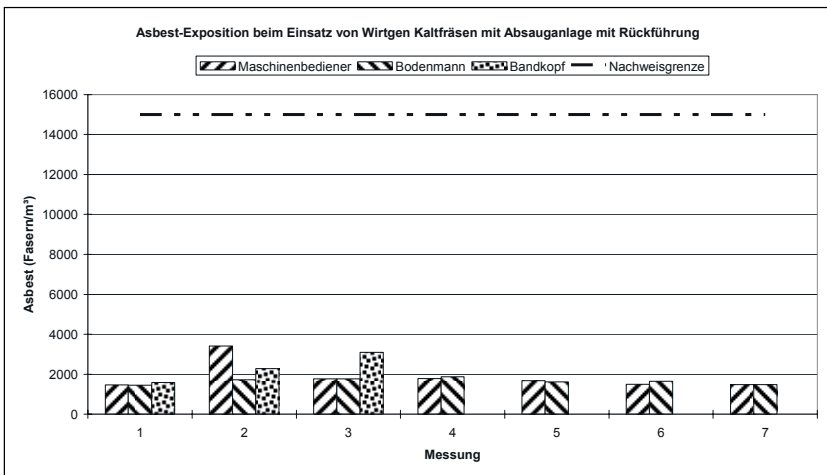 Asbest-Exposition beim Einsatz von Wirtgen Kaltfräsen mit Absauganlage mit Rückführung
Maschinenbediener Bodenmann Bandkopf Nachweisgrenze
16000
14000
12000
10000
8000
6000
4000
2000
0
Asbest (Fasern/m³)
1 2 3 4 5 6 7
Messung